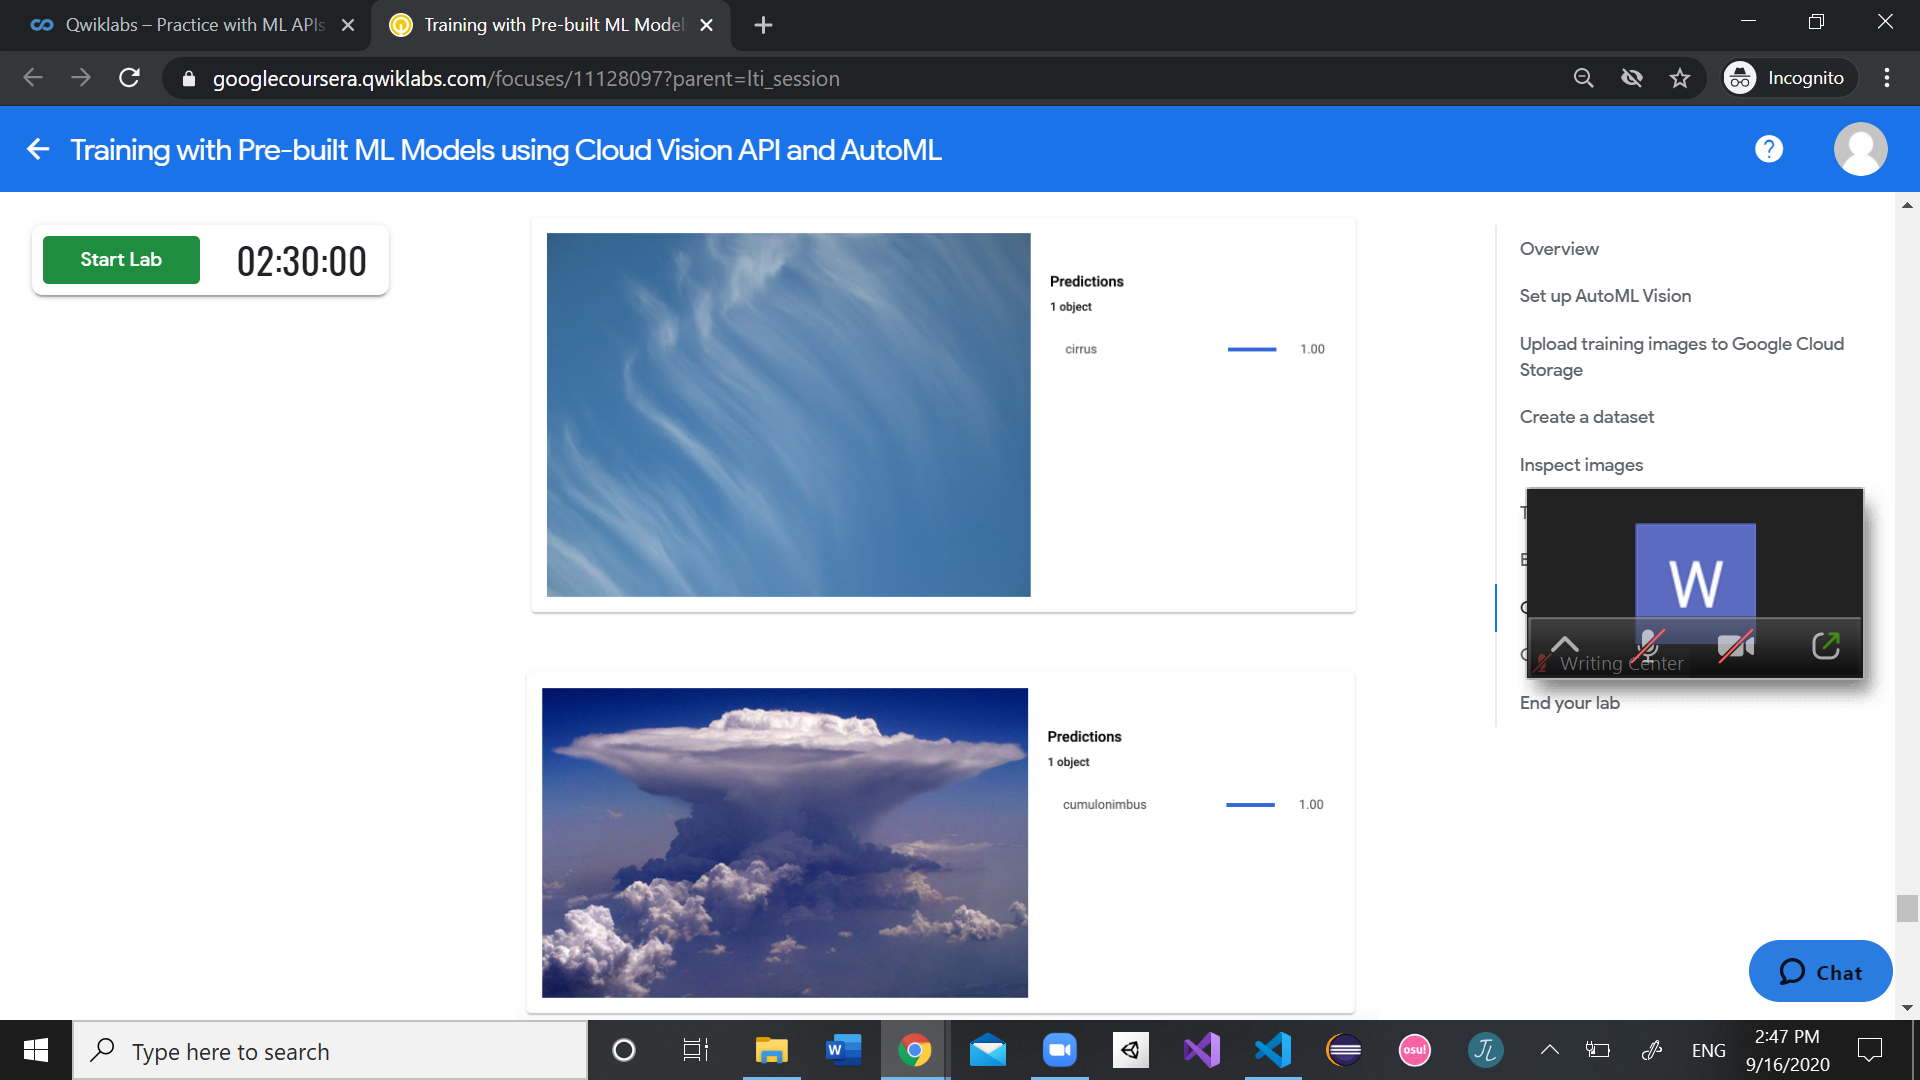 Qwiklabs – Practice with ML APIs
Training with Pre-built ML Model
googlecoursera.qwiklabs.com/focuses/11128097?parent=lti_session
Incognito
Training with Pre-built ML Models using Cloud Vision API and AutoML
?
Start Lab
02:30:00
Predictions
1 object
cirrus
1.00
Predictions
1 object
cumulonimbus
1.00
Overview
Set up AutoML Vision
Upload training images to Google Cloud
Storage
Create a dataset
Inspect images
W
Writing Center
End your lab
Chat
Type here to search
W
osu!
JL
ENG
2:47 PM
9/16/2020